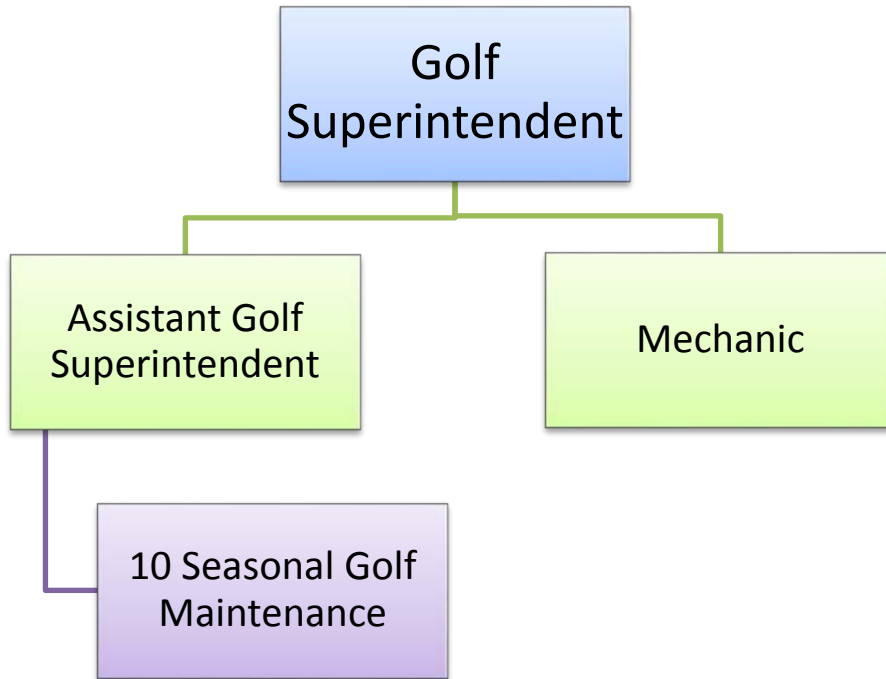 Golf
Superintendent
Assistant Golf
Superintendent
Mechanic
10 Seasonal Golf
Maintenance